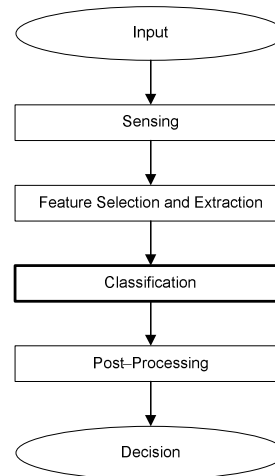 Input
Sensing
Feature Selection and Extraction
Classification
Post–Processing
Decision